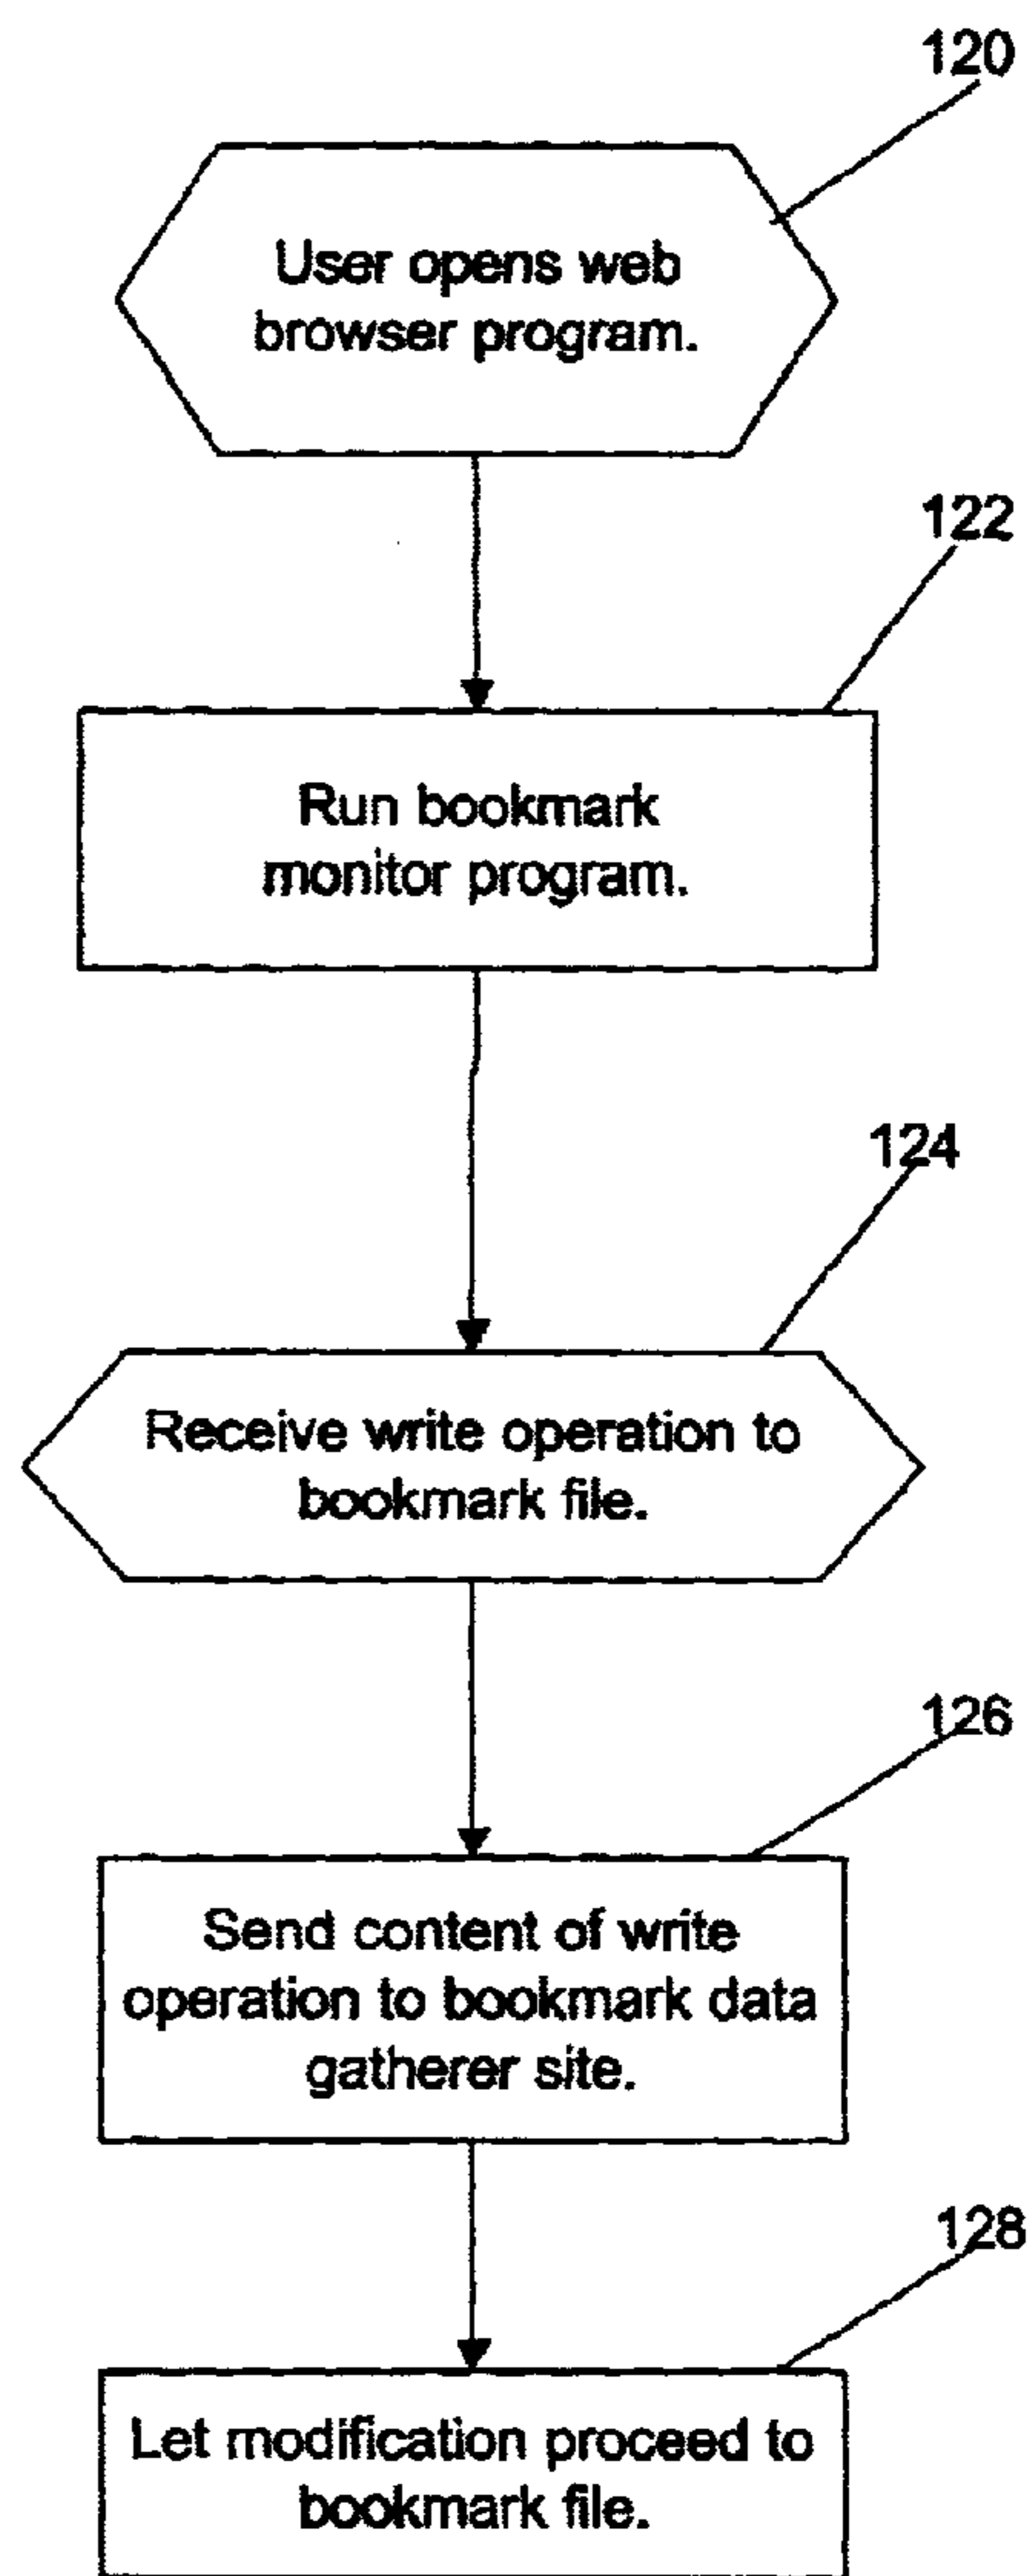 120
User opens web
browser program.
122
Run bookmark
monitor program.
124
Receive write operation to
bookmark file.
126
Send content of write
operation to bookmark data
gatherer site.
128
Let modification proceed to
bookmark file.